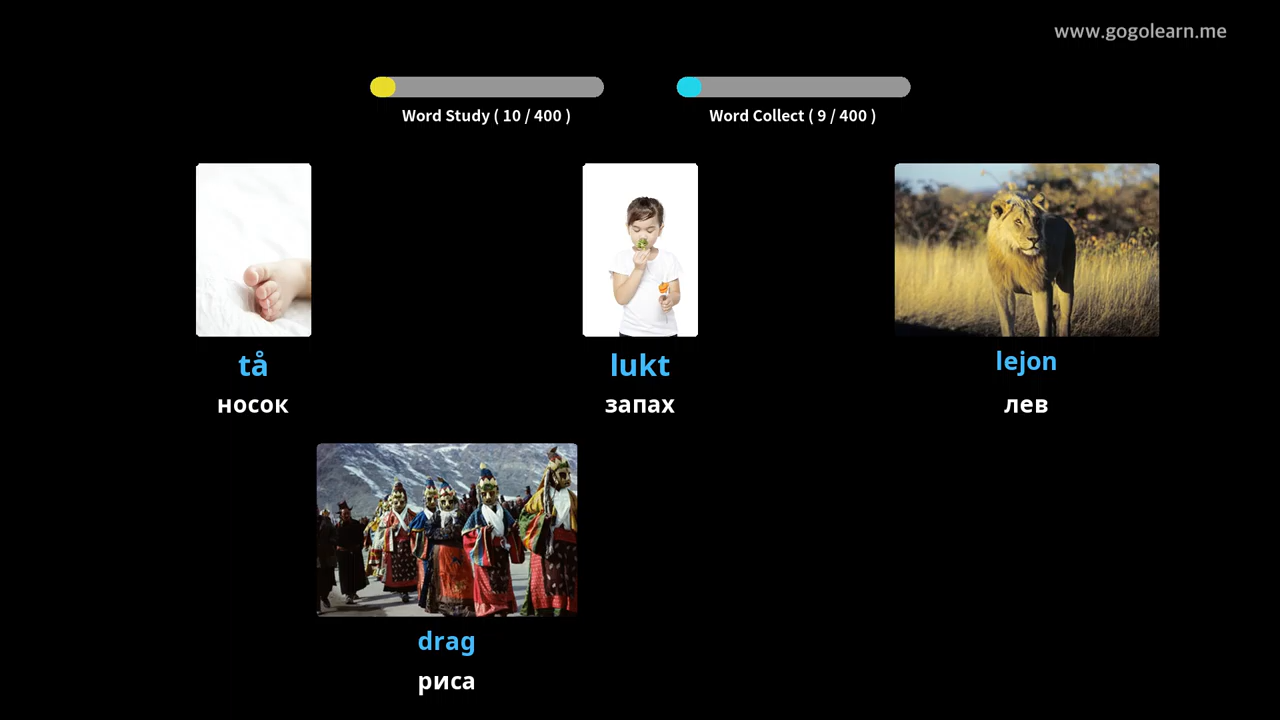 www.gogolearn.me
Word Study ( 10 / 400 )
Word Collect ( 9 / 400 )
tå
носок
lukt
запах
lejon
лев
drag
риса